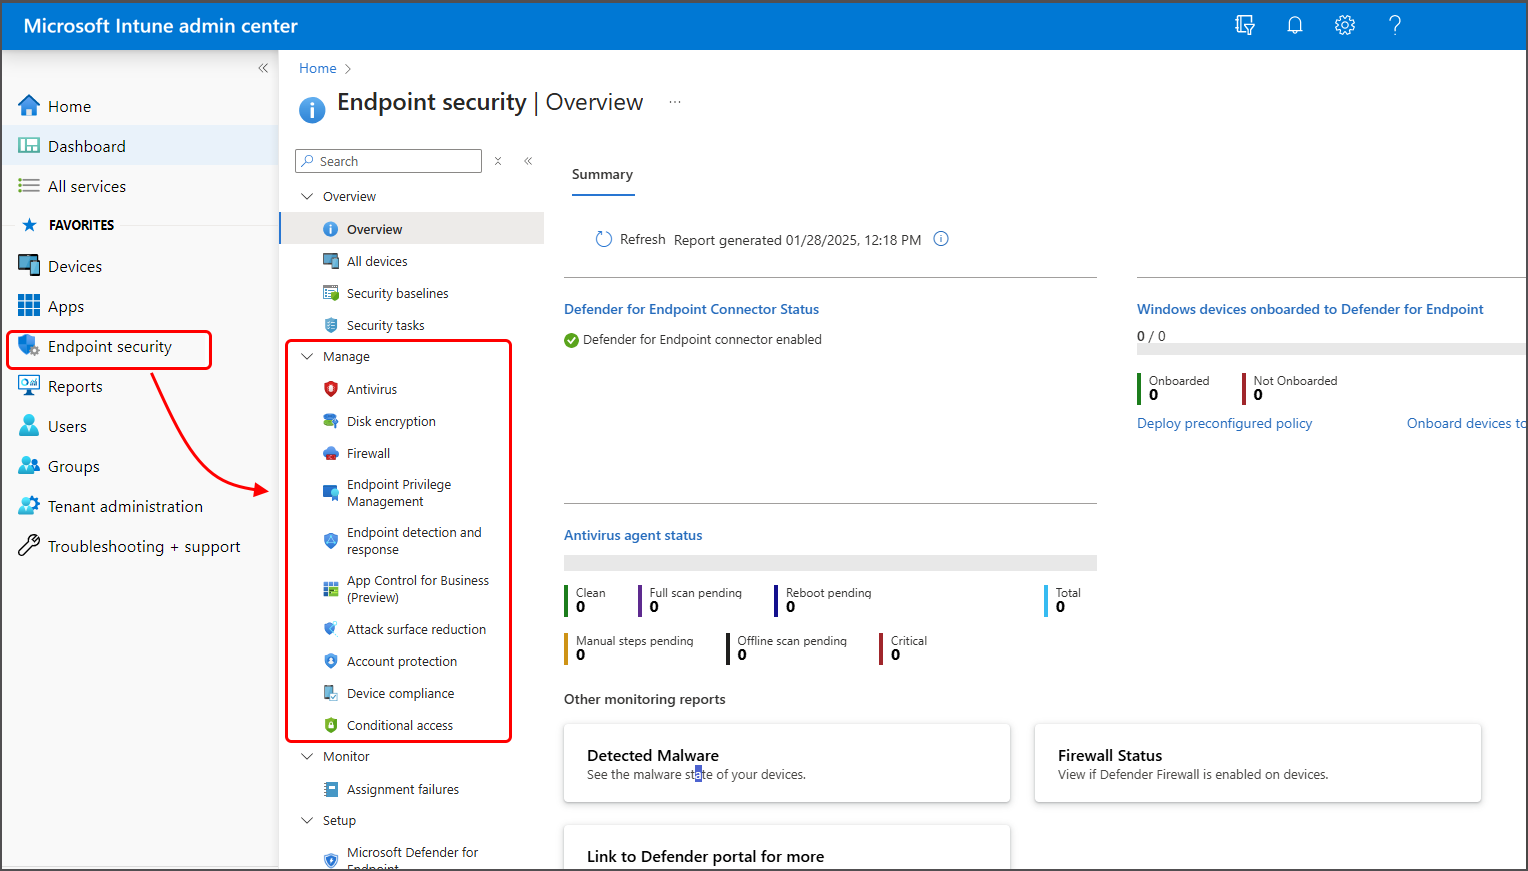 Microsoft Intune admin center
Home
Dashboard
All services
FAVORITES
Devices
Apps
Endpoint security
Reports
Users
Groups
Tenant administration
Troubleshooting + support
Home
Endpoint security | Overview
Search
Overview
Overview
All devices
Security baselines
Security tasks
Manage
Antivirus
Disk encryption
Firewall
Endpoint Privilege
Management
Endpoint detection and
response
App Control for Business
(Preview)
Attack surface reduction
Account protection
Device compliance
Conditional access
Monitor
Assignment failures
Setup
Microsoft Defender for
Endpoint
Summary
Refresh Report generated 01/28/2025, 12:18 PM
Defender for Endpoint Connector Status
Defender for Endpoint connector enabled
Windows devices onboarded to Defender for Endpoint
0 / 0
Onboarded
0
Not Onboarded
0
Deploy preconfigured policy
Onboard devices to
Antivirus agent status
Clean
0
Full scan pending
0
Reboot pending
0
Total
0
Manual steps pending
0
Offline scan pending
0
Critical
0
Other monitoring reports
Detected Malware
See the malware state of your devices.
Firewall Status
View if Defender Firewall is enabled on devices.
Link to Defender portal for more